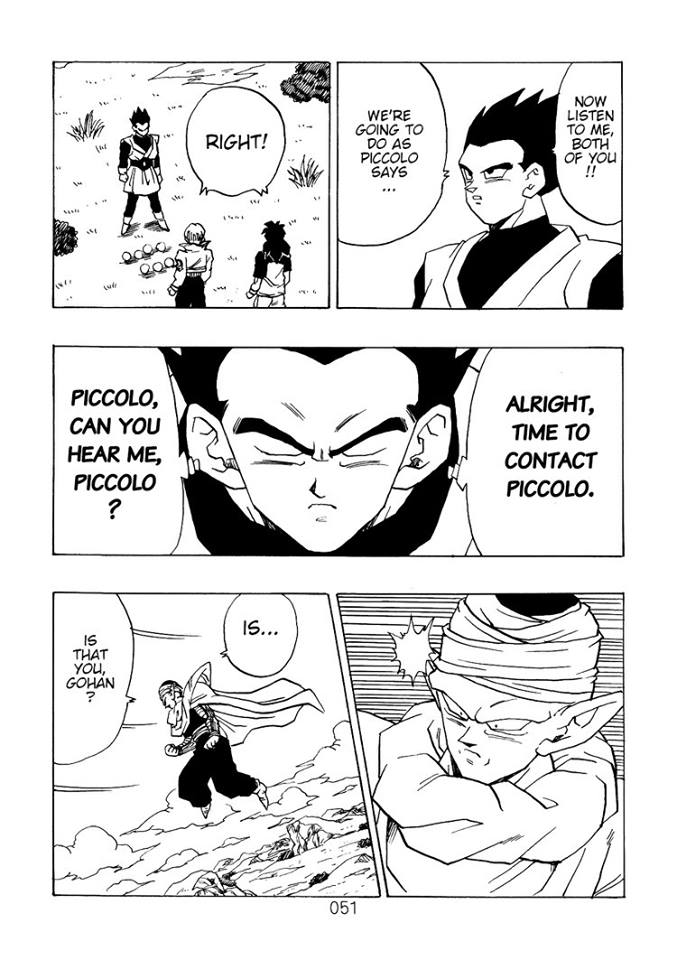 NOW
LISTEN
TO ME,
BOTH
OF YOU
!!
WE'RE
GOING TO
DO AS
PICCOLO
SAYS
...
RIGHT!
ALRIGHT,
TIME TO
CONTACT
PICCOLO.
PICCOLO,
CAN YOU
HEAR ME,
PICCOLO
?
IS...
IS
THAT
YOU,
GOHAN
?
051